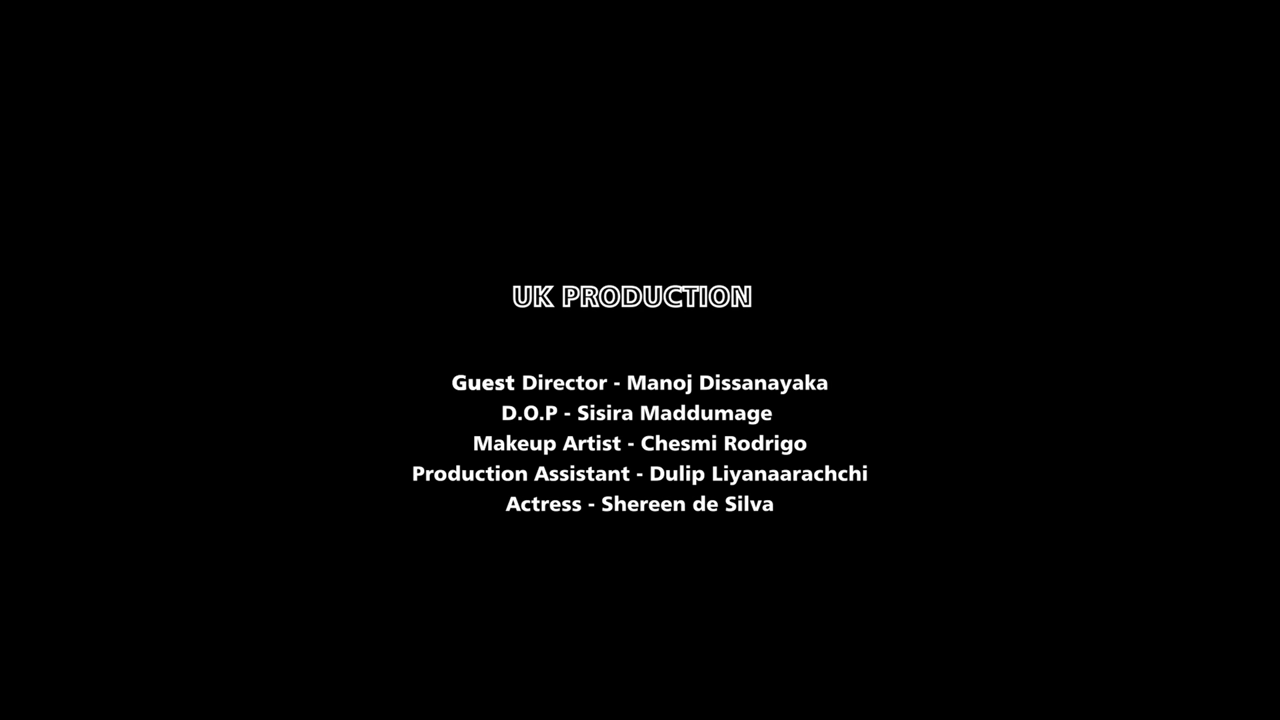 UK PRODUCTION
Guest Director - Manoj Dissanayaka
D.O.P - Sisira Maddumage
Makeup Artist - Chesmi Rodrigo
Production Assistant - Dulip Liyanaarachchi
Actress - Shereen de Silva